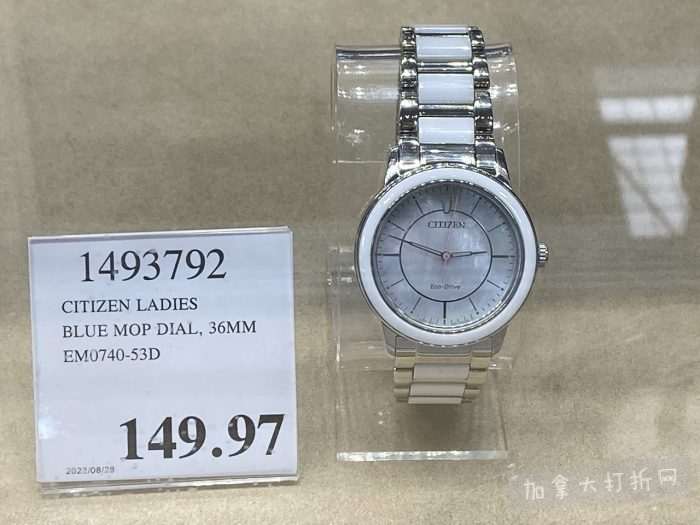 1493792
CITIZEN LADIES
BLUE MOP DIAL, 36MM
EM0740-53D
149.97
2022/08/28
CITIZEN
Eco-Drive
加拿大打折网